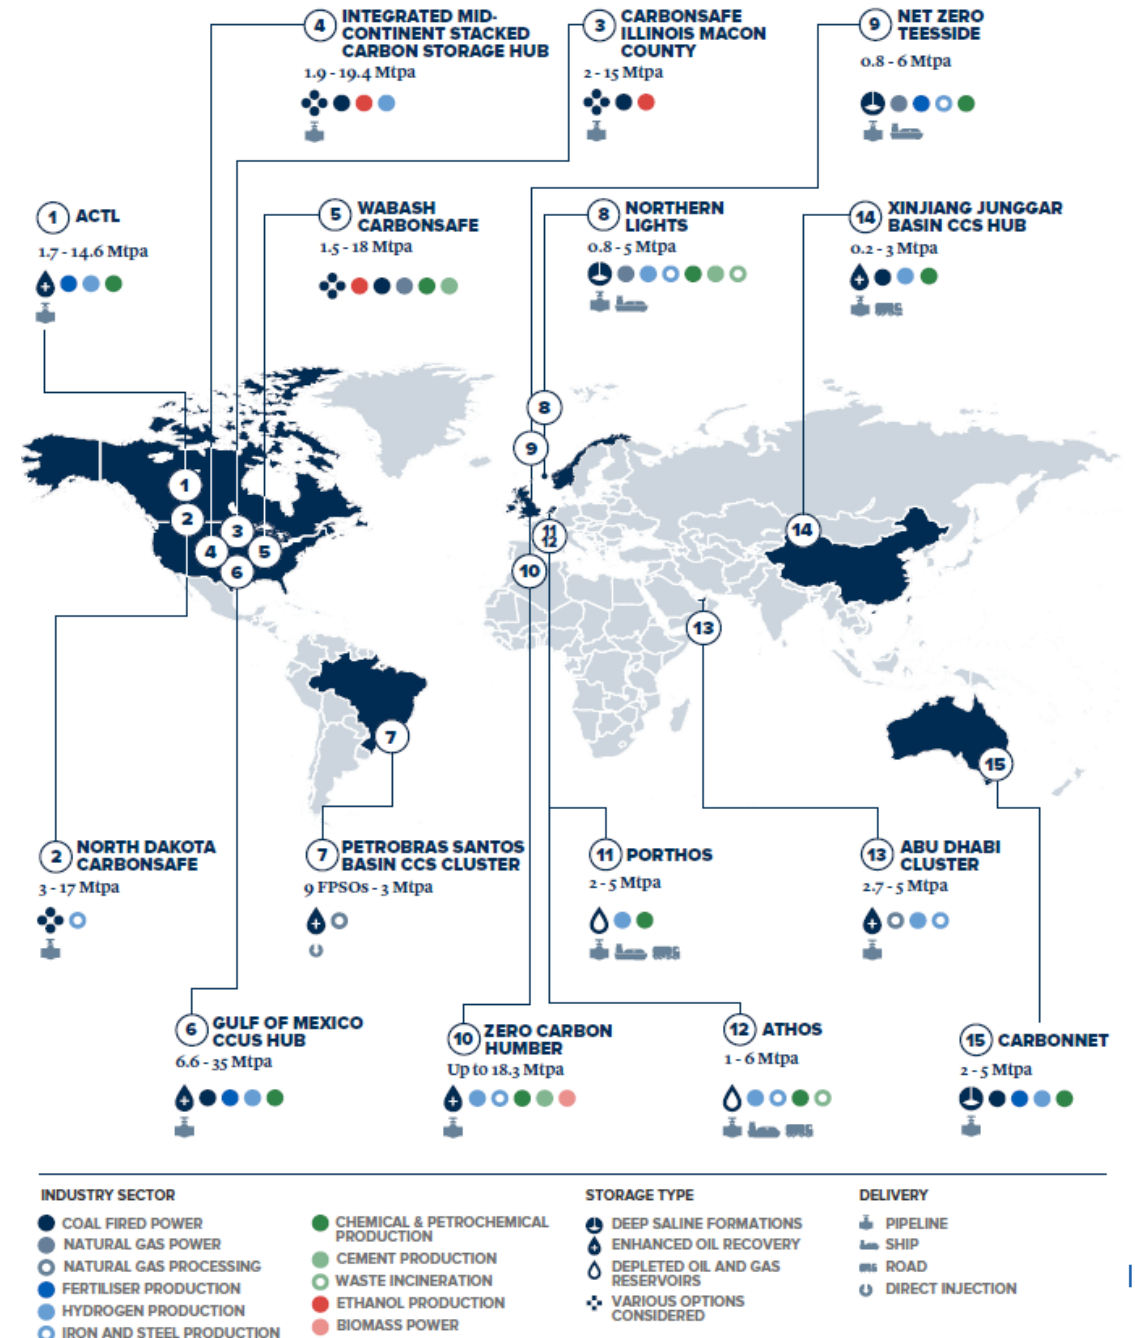 4 INTEGRATED MID-
CONTINENT STACKED
CARBON STORAGE HUB
1.9 - 19.4 Mtpa
3 CARBONSAFE
ILLINOIS MACON
COUNTY
2 - 15 Mtpa
9 NET ZERO
TEESSIDE
0.8 - 6 Mtpa
1 ACTL
1.7 - 14.6 Mtpa
5 WABASH
CARBONSAFE
1.5 - 18 Mtpa
8 NORTHERN
LIGHTS
0.8 - 5 Mtpa
14 XINJIANG JUNGGAR
BASIN CCS HUB
0.2 - 3 Mtpa
8
9
1
2
3
4
5
6
11
12
10
14
13
7
15
2 NORTH DAKOTA
CARBONSAFE
3 - 17 Mtpa
7 PETROBRAS SANTOS
BASIN CCS CLUSTER
9 FPSOs - 3 Mtpa
11 PORTHOS
2 - 5 Mtpa
13 ABU DHABI
CLUSTER
2.7 - 5 Mtpa
6 GULF OF MEXICO
CCUS HUB
6.6 - 35 Mtpa
10 ZERO CARBON
HUMBER
Up to 18.3 Mtpa
12 ATHOS
1 - 6 Mtpa
15 CARBONNET
2 - 5 Mtpa
INDUSTRY SECTOR
COAL FIRED POWER
NATURAL GAS POWER
NATURAL GAS PROCESSING
FERTILISER PRODUCTION
HYDROGEN PRODUCTION
IRON AND STEEL PRODUCTION
CHEMICAL & PETROCHEMICAL
PRODUCTION
CEMENT PRODUCTION
WASTE INCINERATION
ETHANOL PRODUCTION
BIOMASS POWER
STORAGE TYPE
DEEP SALINE FORMATIONS
ENHANCED OIL RECOVERY
DEPLETED OIL AND GAS
RESERVOIRS
VARIOUS OPTIONS
CONSIDERED
DELIVERY
PIPELINE
SHIP
ROAD
DIRECT INJECTION